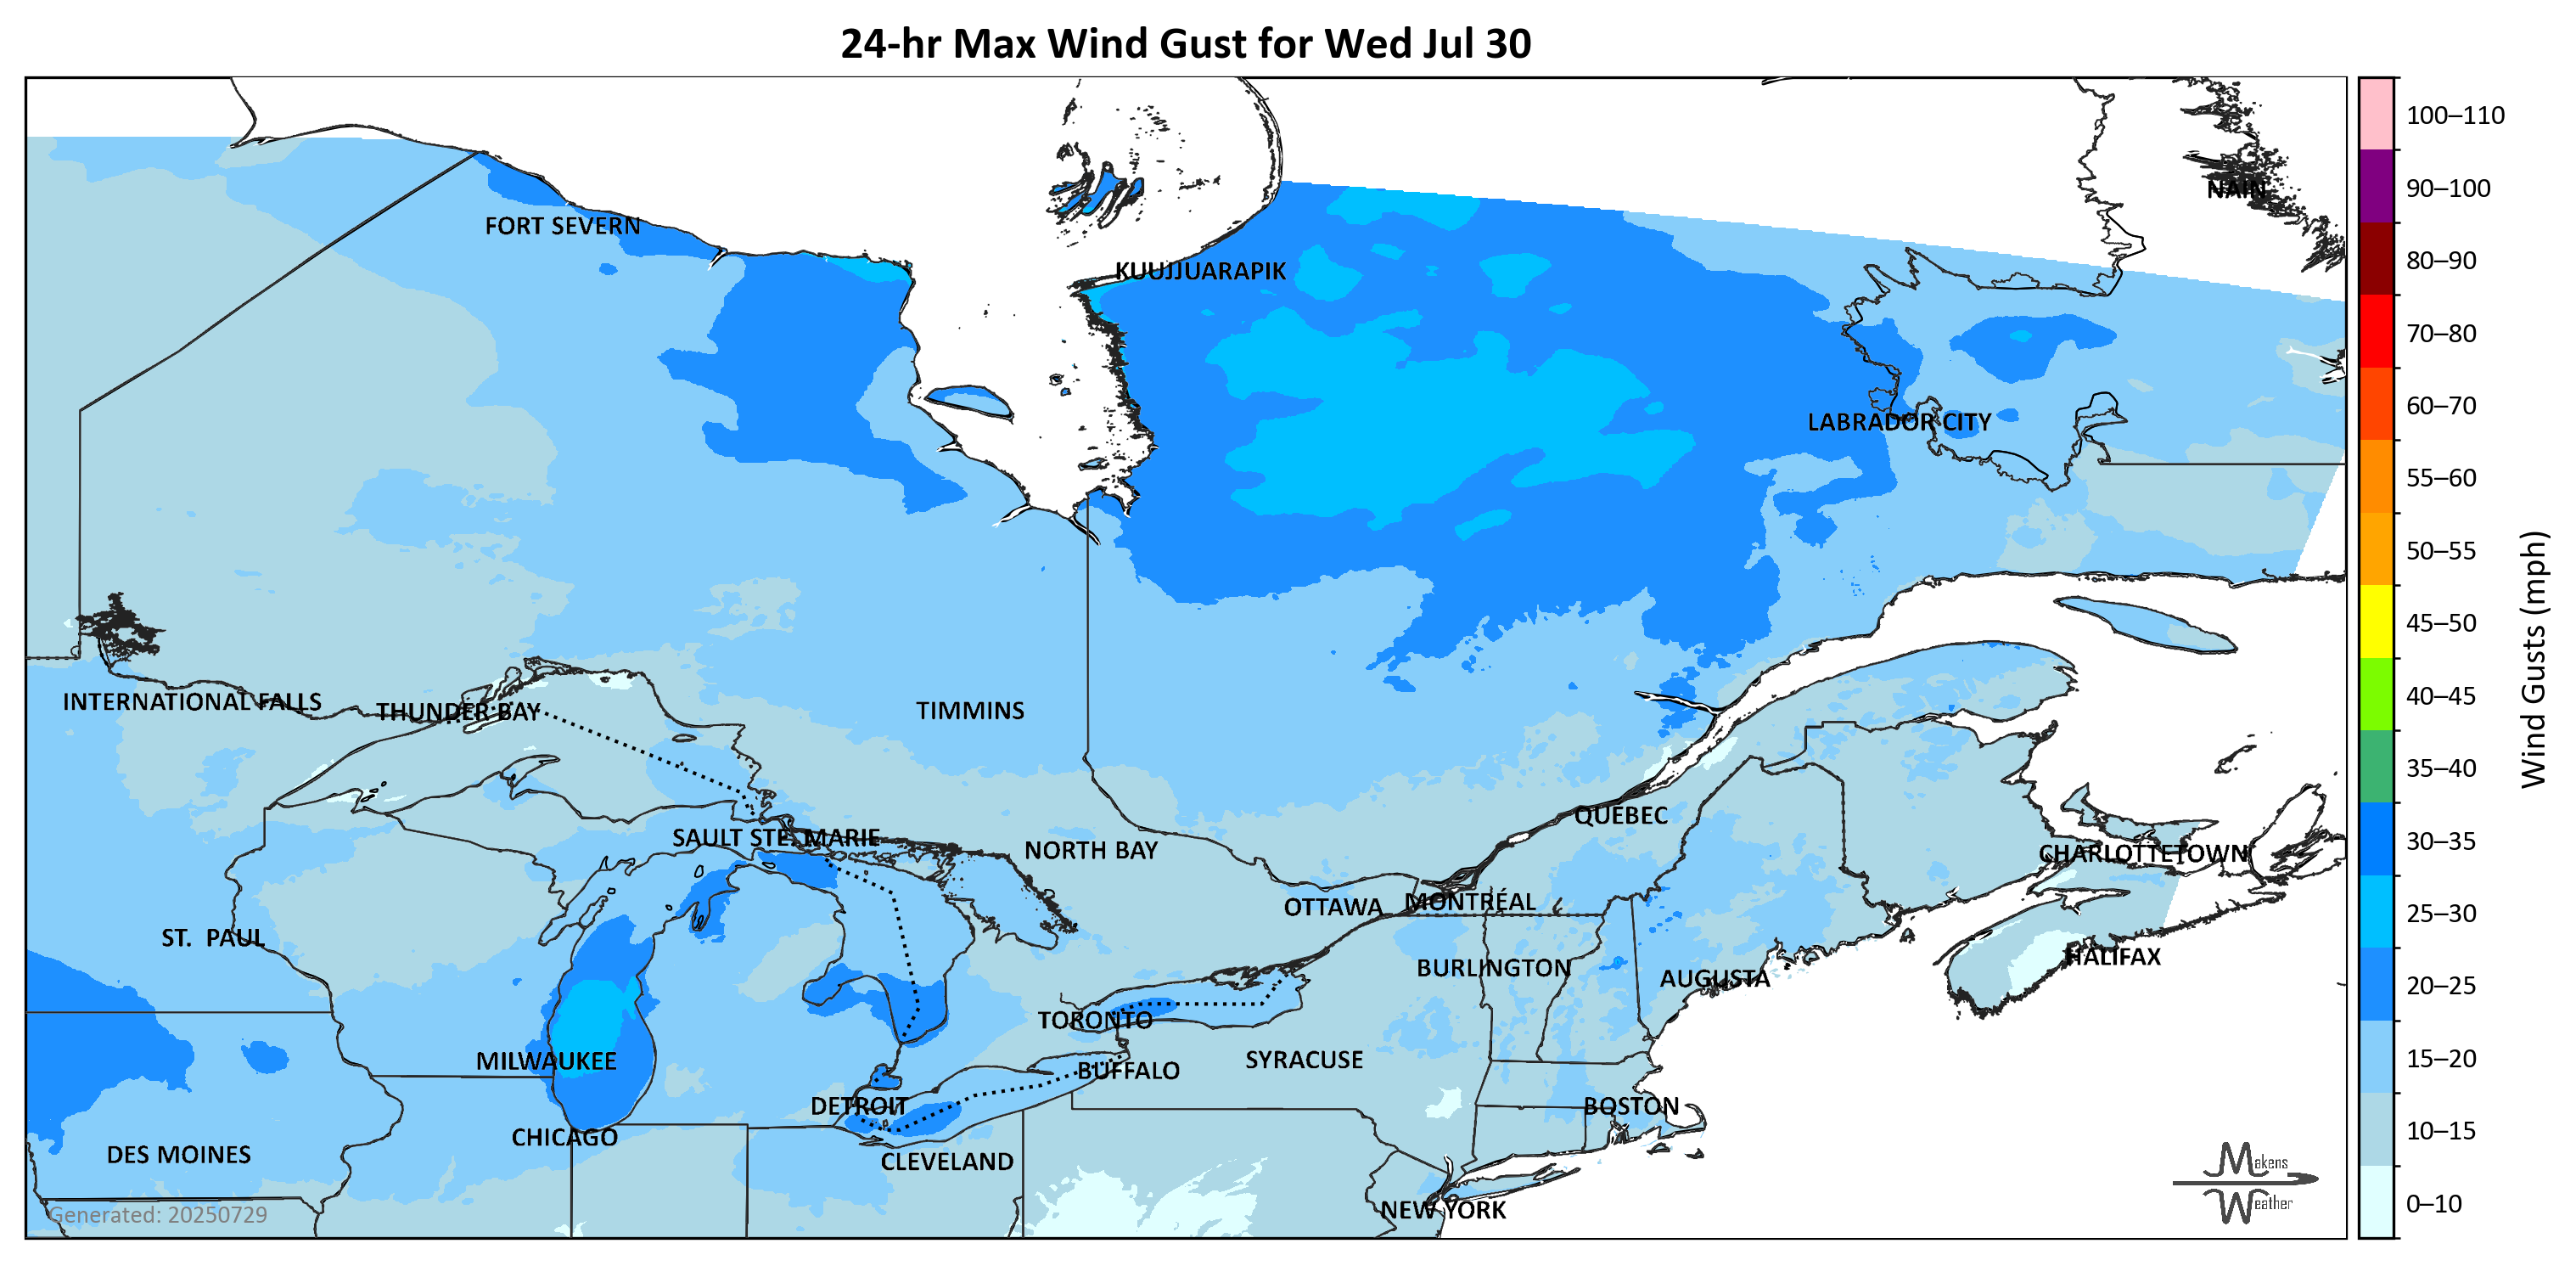 24-hr Max Wind Gust for Wed Jul 30
100–110
90–100
80–90
70–80
60–70
55–60
50–55
45–50
40–45
35–40
30–35
25–30
20–25
15–20
10–15
0–10
Wind Gusts (mph)
NAIN
FORT SEVERN
KUUJJUARAPIK
LABRADOR CITY
INTERNATIONAL FALLS
THUNDER BAY
TIMMINS
SAULT STE. MARIE
NORTH BAY
QUEBEC
CHARLOTTETOWN
OTTAWA
MONTRÉAL
ST. PAUL
BURLINGTON
AUGUSTA
HALIFAX
TORONTO
MILWAUKEE
BUFFALO
SYRACUSE
DETROIT
BOSTON
CHICAGO
DES MOINES
CLEVELAND
NEW YORK
Generated: 20250729
Makens
Weather